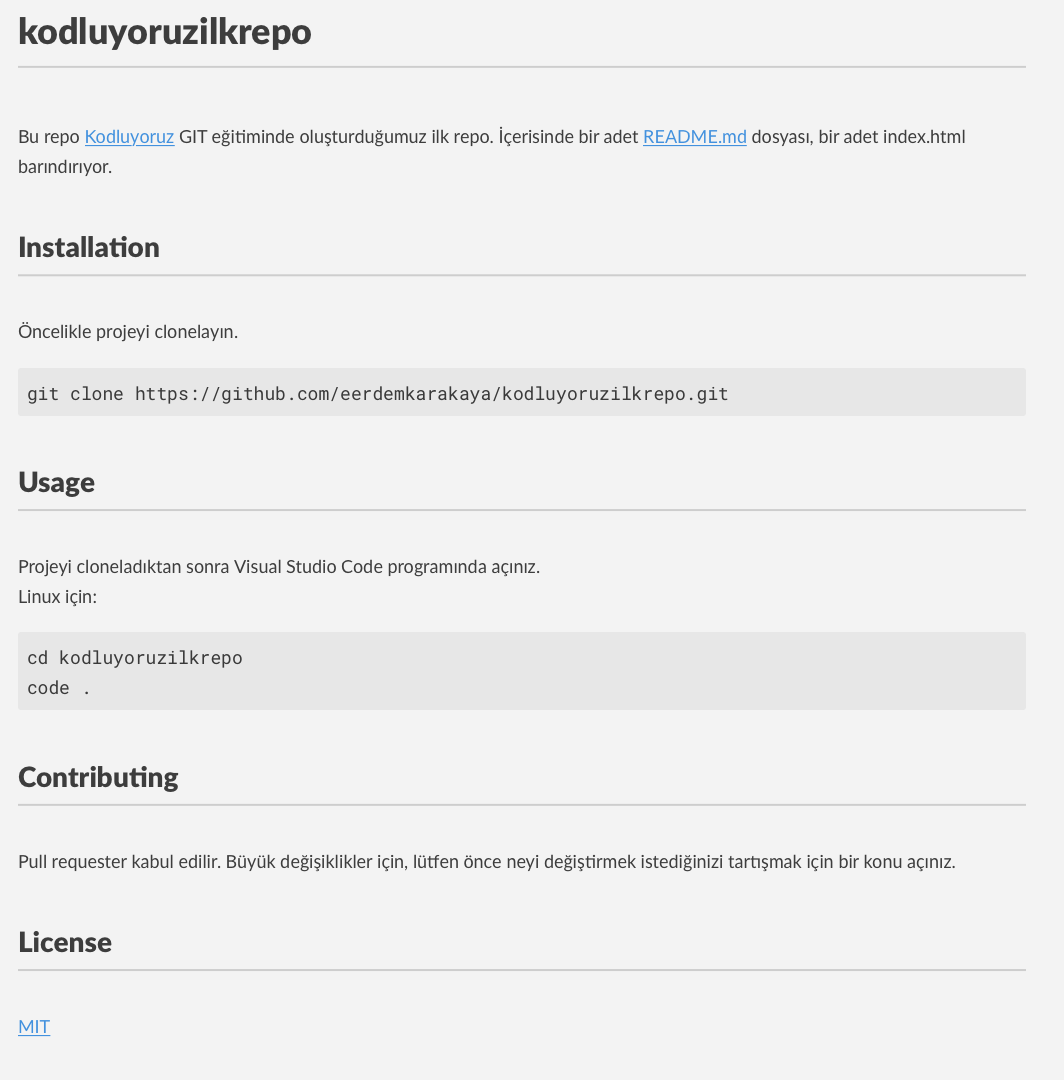 kodluyoruzilkrepo
Bu repo Kodluyoruz GIT eğitiminde oluşturduğumuz ilk repo. İçerisinde bir adet README.md dosyası, bir adet index.html
barındırıyor.
Installation
Öncelikle projeyi clonelayın.
git clone https://github.com/eerdemkarakaya/kodluyoruzilkrepo.git
Usage
Projeyi cloneladıktan sonra Visual Studio Code programında açınız.
Linux için:
cd kodluyoruzilkrepo
code .
Contributing
Pull requester kabul edilir. Büyük değişiklikler için, lütfen önce neyi değiştirmek istediğinizi tartışmak için bir konu açınız.
License
MIT